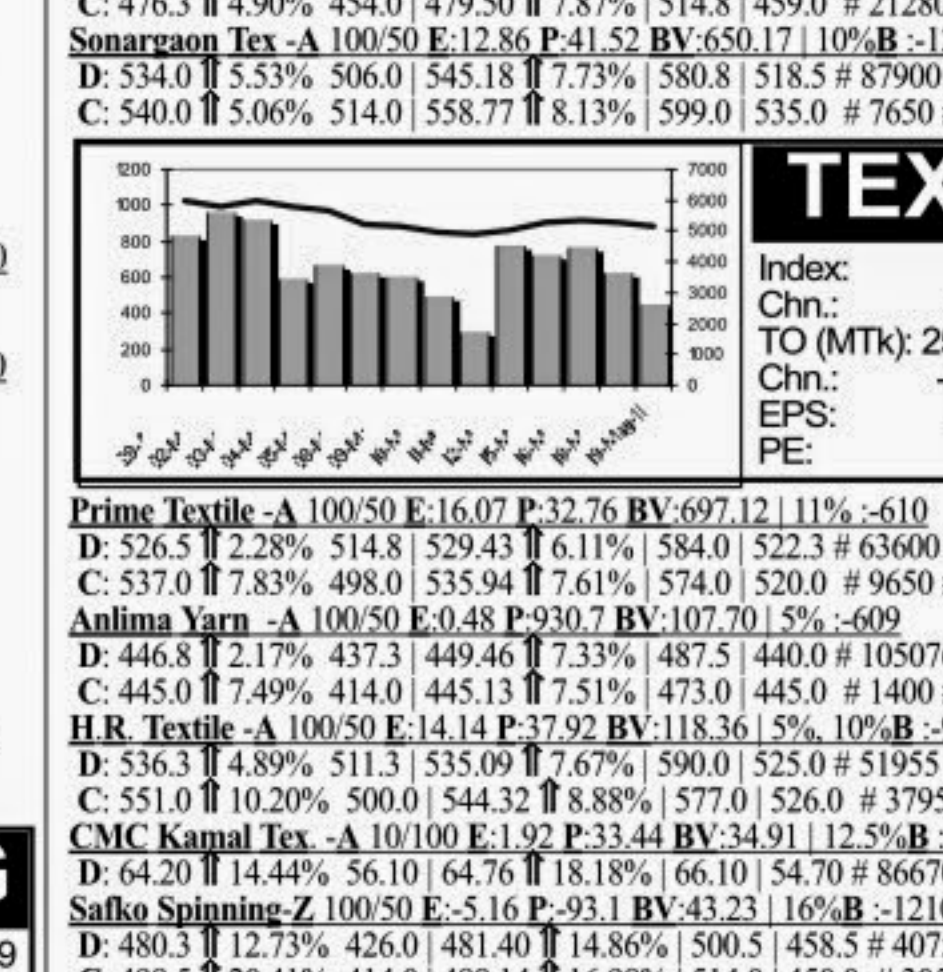 C: 476.3 ⇑ 4.90% 454.0 | 479.50 ⇑ 7.87% | 514.8 | 459.0 # 21280
Sonargaon Tex -A 100/50 E:12.86 P:41.52 BV:650.17 | 10%B :-1
D: 534.0 ⇑ 5.53% 506.0 | 545.18 ⇑ 7.73% | 580.8 | 518.5 # 87900
C: 540.0 ⇑ 5.06% 514.0 | 558.77 ⇑ 8.13% | 599.0 | 535.0 # 7650
1200 7000
1000 6000
800 5000
600 4000
400 3000
200 2000
0 1000
0
TEX
Index:
Chn.:
TO (MTk): 25
Chn.: -
EPS:
PE:
Prime Textile -A 100/50 E:16.07 P:32.76 BV:697.12 | 11% :-610
D: 526.5 ⇑ 2.28% 514.8 | 529.43 ⇑ 6.11% | 584.0 | 522.3 # 63600
C: 537.0 ⇑ 7.83% 498.0 | 535.94 ⇑ 7.61% | 574.0 | 520.0 # 9650
Anlima Yarn -A 100/50 E:0.48 P:930.7 BV:107.70 | 5% :-609
D: 446.8 ⇑ 2.17% 437.3 | 449.46 ⇑ 7.33% | 487.5 | 440.0 # 10507
C: 445.0 ⇑ 7.49% 414.0 | 445.13 ⇑ 7.51% | 473.0 | 445.0 # 1400
H.R. Textile -A 100/50 E:14.14 P:37.92 BV:118.36 | 5%, 10%B :-
D: 536.3 ⇑ 4.89% 511.3 | 535.09 ⇑ 7.67% | 590.0 | 525.0 # 51955
C: 551.0 ⇑ 10.20% 500.0 | 544.32 ⇑ 8.88% | 577.0 | 526.0 # 3795
CMC Kamal Tex. -A 10/100 E:1.92 P:33.44 BV:34.91 | 12.5%B :
D: 64.20 ⇑ 14.44% 56.10 | 64.76 ⇑ 18.18% | 66.10 | 54.70 # 86670
Safko Spinning-Z 100/50 E:-5.16 P:-93.1 BV:43.23 | 16%B :-1210
D: 480.3 ⇑ 12.73% 426.0 | 481.40 ⇑ 14.86% | 500.5 | 458.5 # 407
G
9